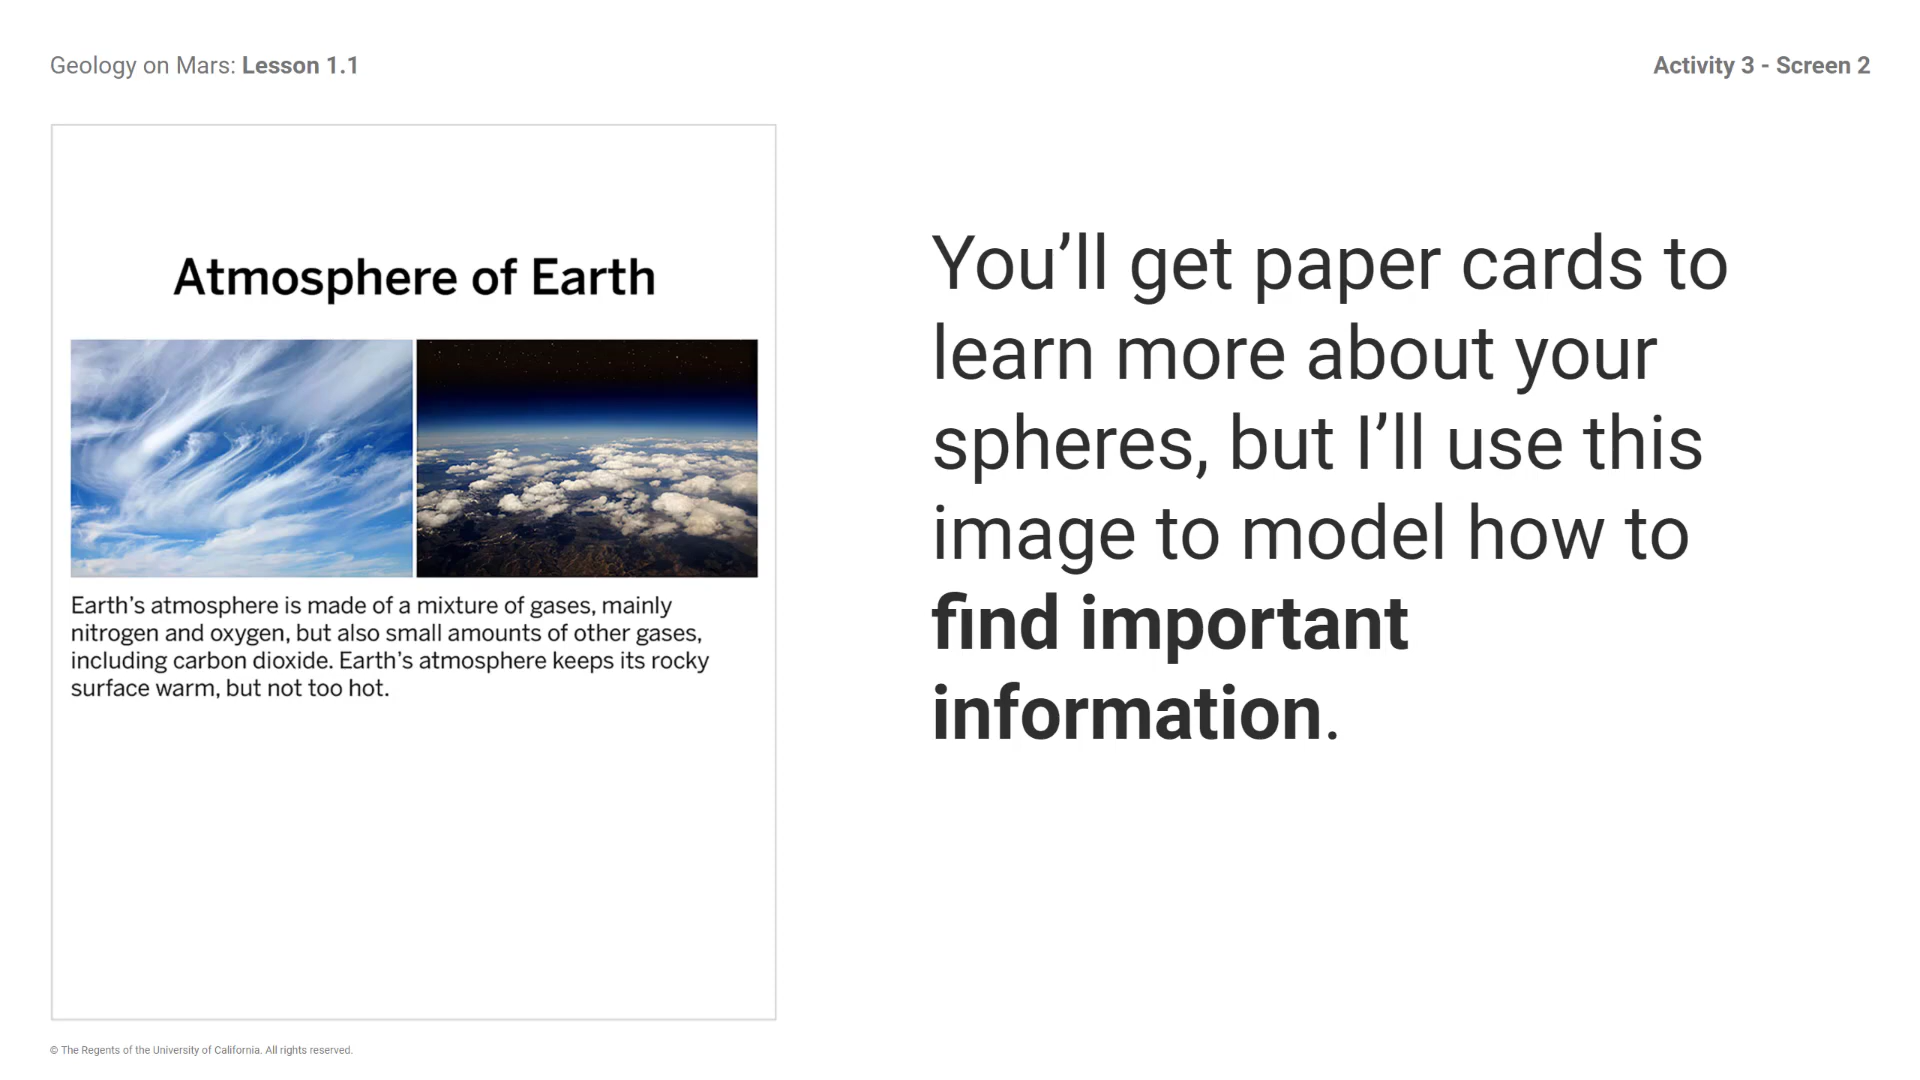 Geology on Mars: Lesson 1.1
Activity 3 - Screen 2
Atmosphere of Earth
Earth’s atmosphere is made of a mixture of gases, mainly
nitrogen and oxygen, but also small amounts of other gases,
including carbon dioxide. Earth’s atmosphere keeps its rocky
surface warm, but not too hot.
You’ll get paper cards to
learn more about your
spheres, but I’ll use this
image to model how to
find important
information.
© The Regents of the University of California. All rights reserved.